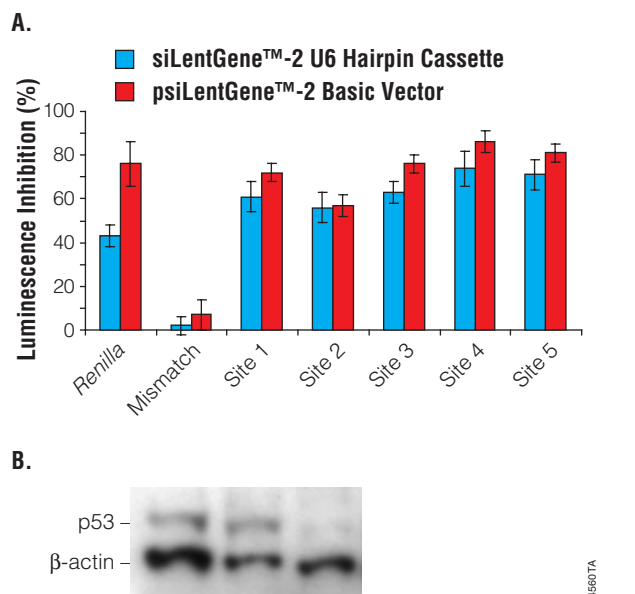 A.
siLentGene™-2 U6 Hairpin Cassette
psiLentGene™-2 Basic Vector
Luminescence Inhibition (%)
100
80
60
40
20
0
Renilla
Mismatch
Site 1
Site 2
Site 3
Site 4
Site 5
B.
p53
β-actin